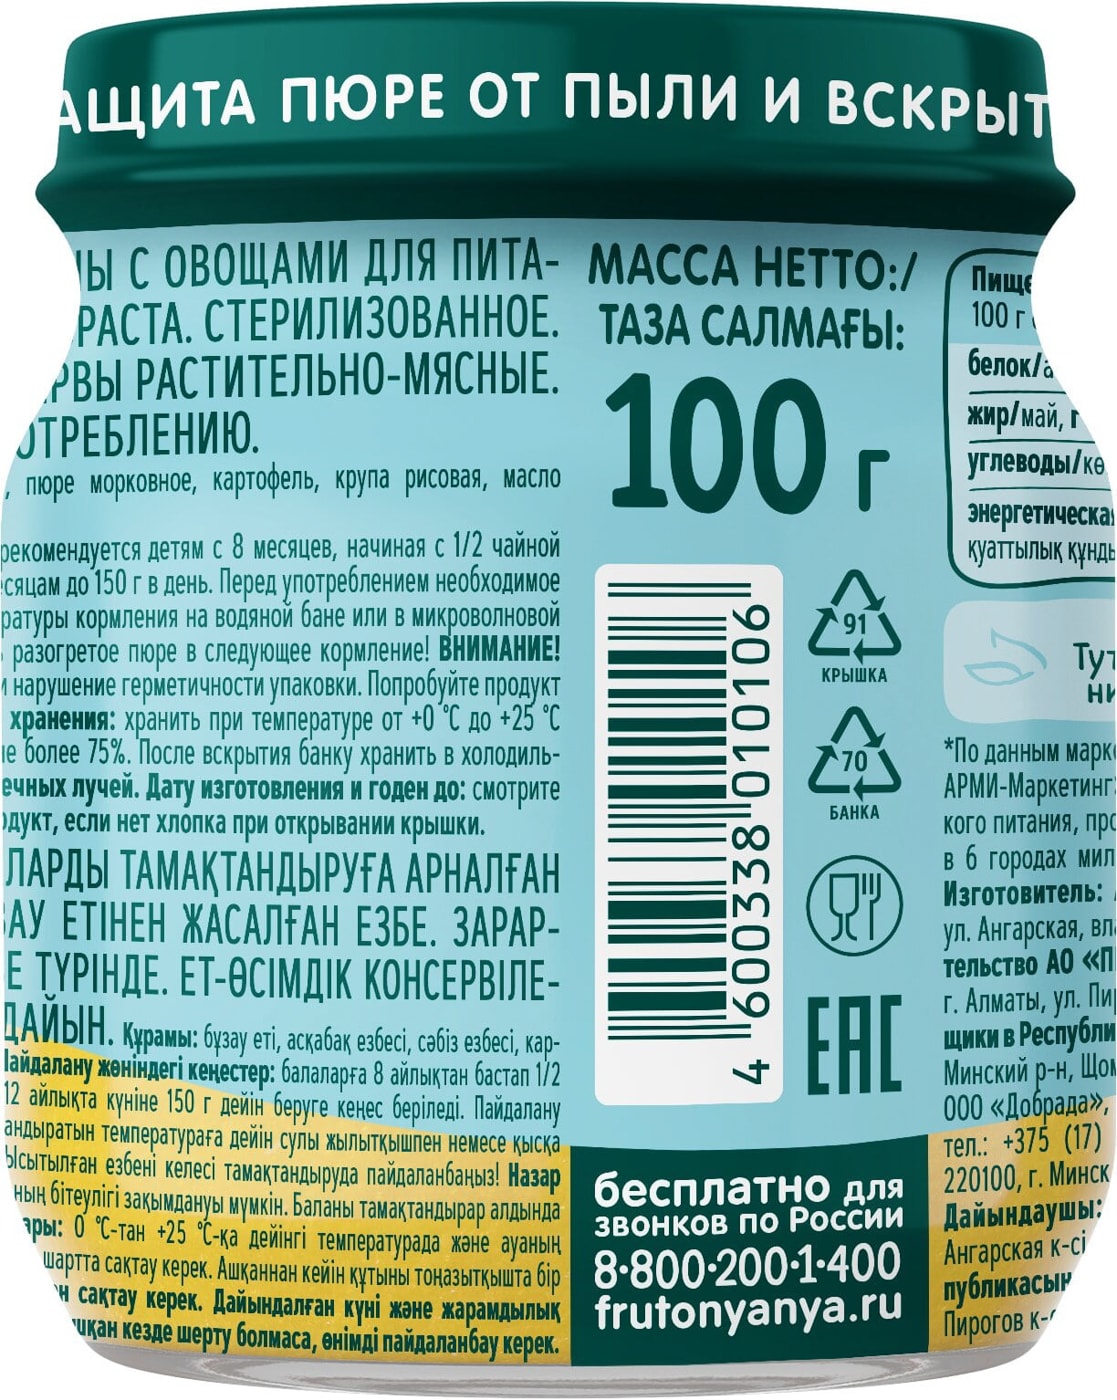 АЩИТА ПЮРЕ ОТ ПЫЛИ И ВСКРЫТ
НЫ С ОВОЩАМИ ДЛЯ ПИТА-
РАСТА. СТЕРИЛИЗОВАННОЕ.
РВЫ РАСТИТЕЛЬНО-МЯСНЫЕ.
ОТРЕБЛЕНИЮ.
, пюре морковное, картофель, крупа рисовая, масло
рекомендуется детям с 8 месяцев, начиная с 1/2 чайной
есяцам до 150 г в день. Перед употреблением необходимое
ратуры кормления на водяной бане или в микроволновой
разогретое пюре в следующее кормление! ВНИМАНИЕ!
и нарушение герметичности упаковки. Попробуйте продукт
хранения: хранить при температуре от +0 °С до +25 °С
е более 75%. После вскрытия банку хранить в холодиль-
ечных лучей. Дату изготовления и годен до: смотрите
одукт, если нет хлопка при открывании крышки.
ЛАРДЫ ТАМАҚТАНДЫРУҒА АРНАЛҒАН
АУ ЕТІНЕН ЖАСАЛҒАН ЕЗБЕ. ЗАРАР-
Е ТҮРІНДЕ. ЕТ-ӨСІМДІК КОНСЕРВІЛЕ-
ДАЙЫН. Құрамы: бұзау еті, асқабақ езбесі, сәбіз езбесі, кар-
Пайдалану жөніндегі кеңестер: балаларға 8 айлықтан бастап 1/2
12 айлықта күніне 150 г дейін беруге кеңес беріледі. Пайдалану
андыратын температураға дейін сулы жылытқышпен немесе қысқа
ысытылған езбені келесі тамақтандыруда пайдаланбаңыз! Назар
ның бітеулігі зақымдануы мүмкін. Баланы тамақтандырар алдында
ары: 0 °С-тан +25 °С-қа дейінгі температурада және ауаның
шартта сақтау керек. Ашқаннан кейін құтыны тоңазытқышта бір
н сақтау керек. Дайындалған күні және жарамдылық
шқан кезде шерту болмаса, өнімді пайдаланбау керек.
МАССА НЕТТО:/
ТАЗА САЛМАҒЫ:
100 г
4 600338 010106
91
КРЫШКА
70
БАНКА
EAC
бесплатно для
звонков по России
8·800·200·1·400
frutonyanya.ru
Пище
100 г
белок/а
жир/май, г
углеводы/кө
энергетическая
қуаттылық құнды
Тут
ни
*По данным марке
АРМИ-Маркетинг
кого питания, про
в 6 городах мил
Изготовитель:
ул. Ангарская, вл
тельство АО «П
г. Алматы, ул. Пир
щики в Республи
Минский р-н, Щом
ООО «Добрада»,
тел.: +375 (17)
220100, г. Минск
Дайындаушы:
Ангарская к-сі
публикасын
Пирогов к-с